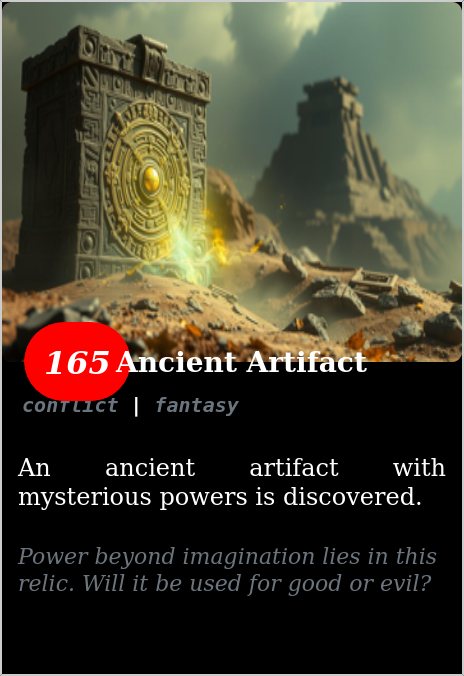 165 Ancient Artifact
conflict | fantasy
An ancient artifact with
mysterious powers is discovered.
Power beyond imagination lies in this
relic. Will it be used for good or evil?